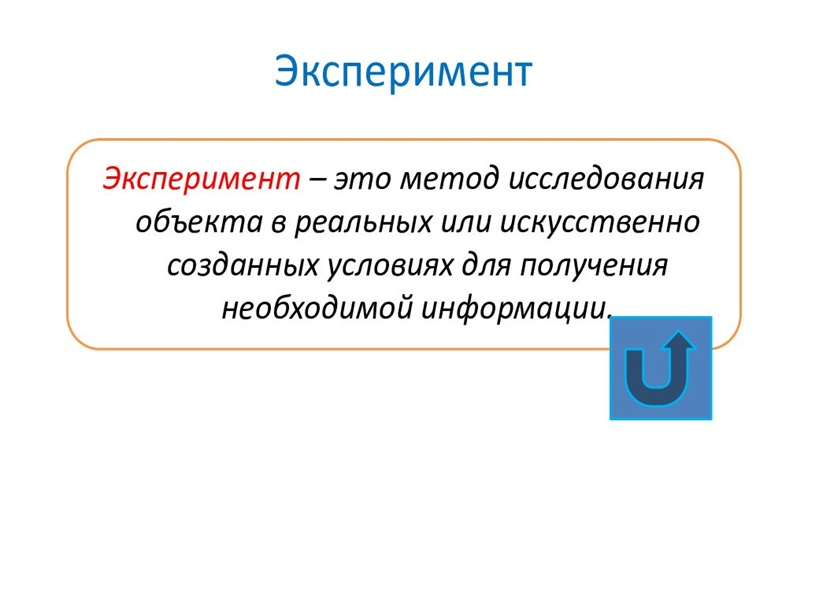 Эксперимент
Эксперимент – это метод исследования
объекта в реальных или искусственно
созданных условиях для получения
необходимой информации.